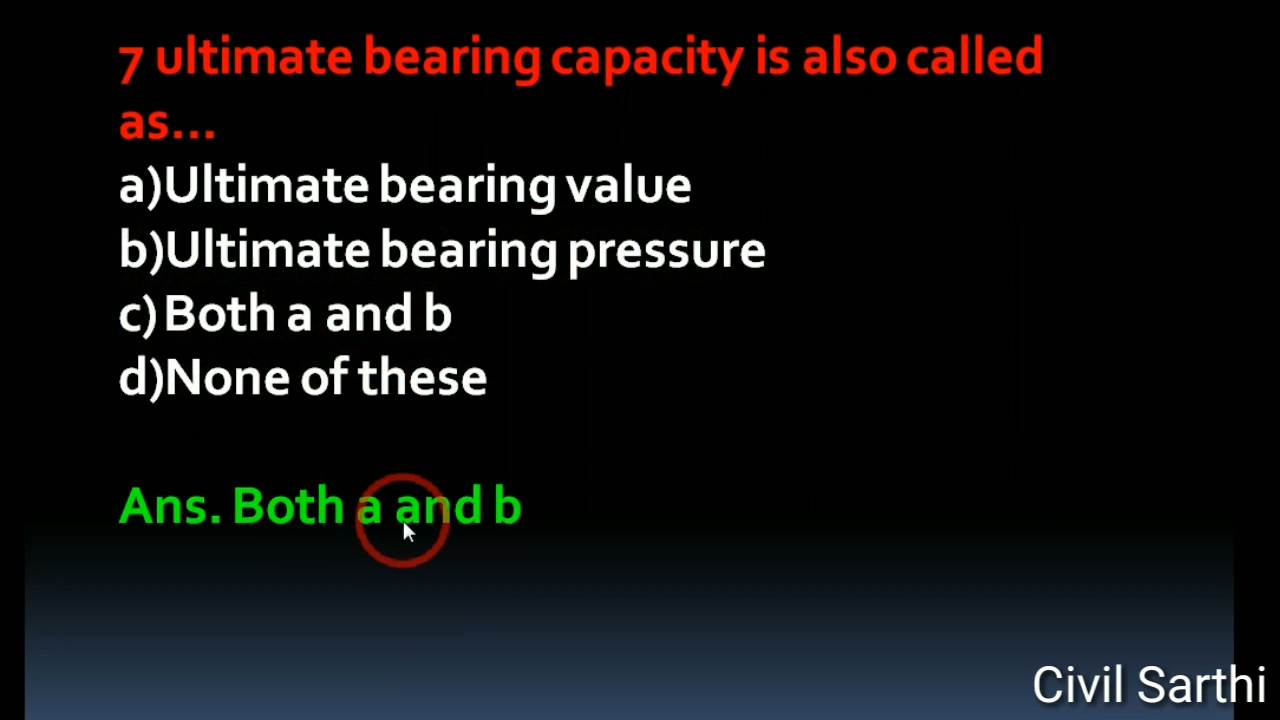 7 ultimate bearing capacity is also called
as...
a)Ultimate bearing value
b)Ultimate bearing pressure
c) Both a and b
d)None of these
Ans. Both a and b
Civil Sarthi